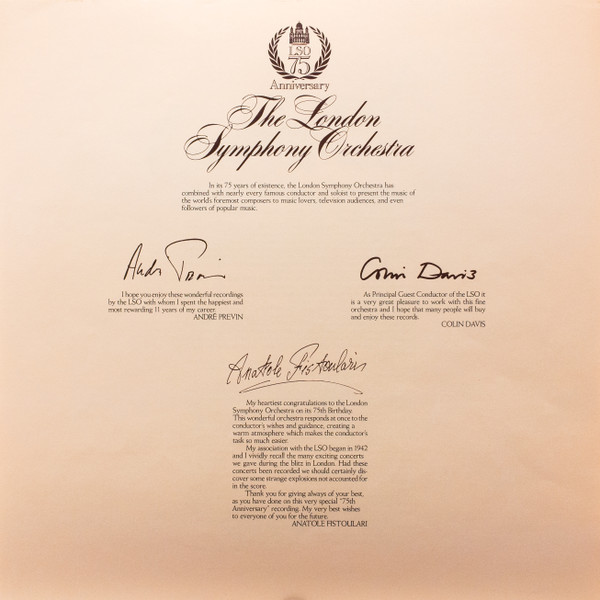 LSO
75
Anniversary
The London
Symphony Orchestra
In its 75 years of existence, the London Symphony Orchestra has
combined with nearly every famous conductor and soloist to present the music of
the world's foremost composers to music lovers, television audiences, and even
followers of popular music.
André Previn
I hope you enjoy these wonderful recordings
by the LSO with whom I spent the happiest and
most rewarding 11 years of my career.
ANDRÉ PREVIN
Colin Davis
As Principal Guest Conductor of the LSO it
is a very great pleasure to work with this fine
orchestra and I hope that many people will buy
and enjoy these records.
COLIN DAVIS
Anatole Fistoulari
My heartiest congratulations to the London
Symphony Orchestra on its 75th Birthday.
This wonderful orchestra responds at once to the
conductor's wishes and guidance, creating a
warm atmosphere which makes the conductor's
task so much easier.
My association with the LSO began in 1942
and I vividly recall the many exciting concerts
we gave during the blitz in London. Had these
concerts been recorded we should certainly dis-
cover some strange explosions not accounted for
in the score.
Thank you for giving always of your best,
as you have done on this very special "75th
Anniversary" recording. My very best wishes
to everyone of you for the future.
ANATOLE FISTOULARI